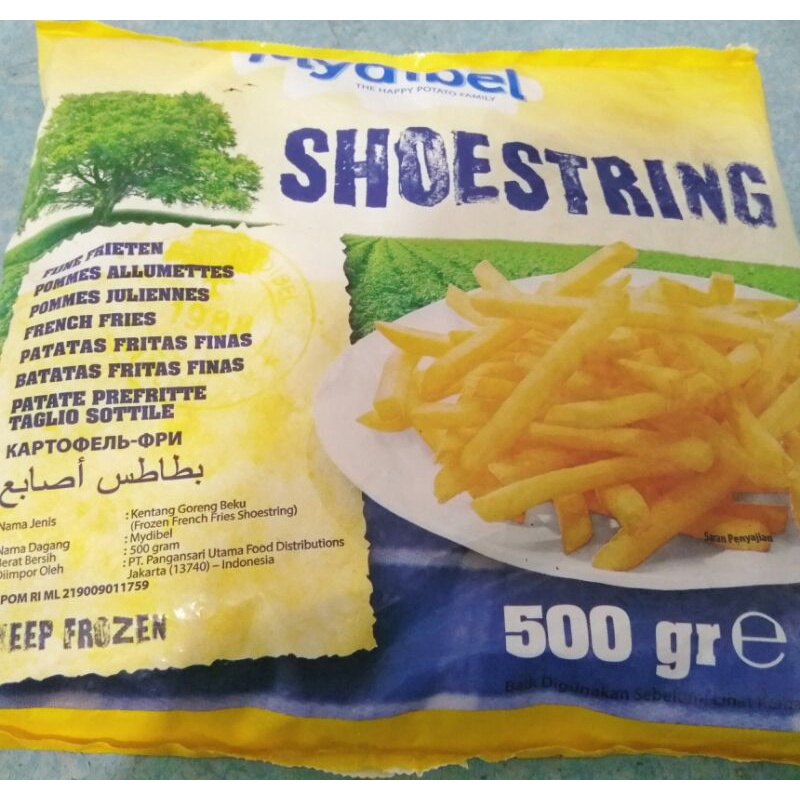 Mydibel
THE HAPPY POTATO FAMILY
SHOESTRING
FIJNE FRIETEN
POMMES ALLUMETTES
POMMES JULIENNES
FRENCH FRIES
PATATAS FRITAS FINAS
BATATAS FRITAS FINAS
PATATE PREFRITTE
TAGLIO SOTTILE
КАРТОФЕЛЬ-ФРИ
بطاطس أصابع
Nama Jenis : Kentang Goreng Beku
(Frozen French Fries Shoestring)
Nama Dagang : Mydibel
Berat Bersih : 500 gram
Diimpor Oleh : PT. Pangansari Utama Food Distributions
Jakarta (13740) – Indonesia
POM RI ML 219009011759
KEEP FROZEN
Saran Penyajian
500 gr ℮
Baik Digunakan Sebelum Lihat